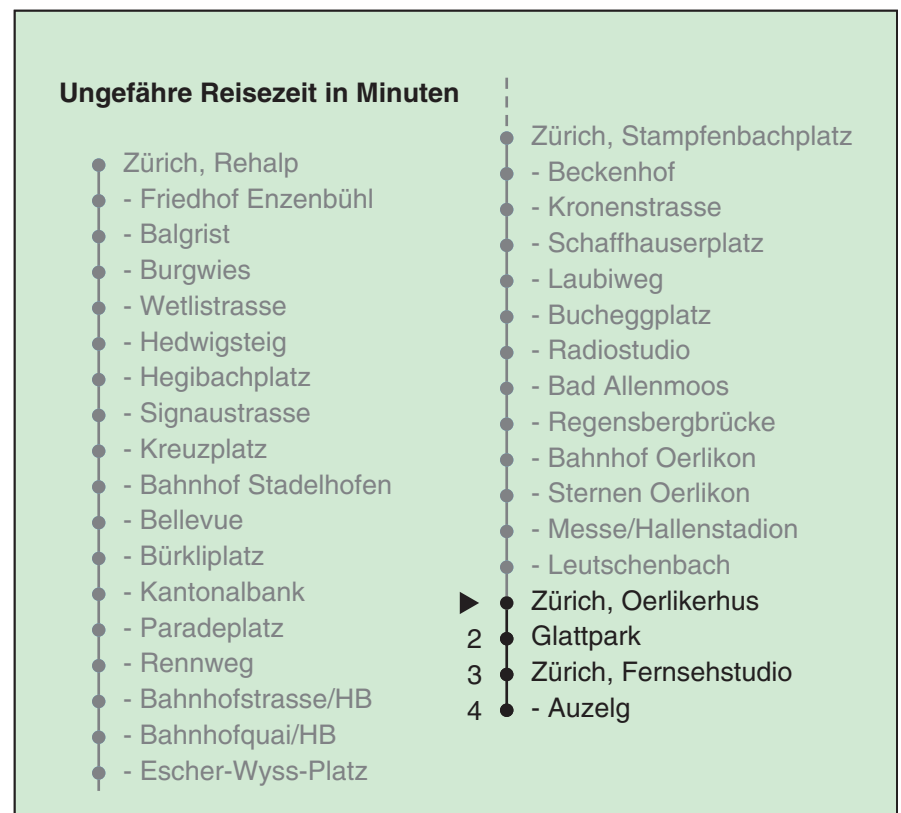 Ungefähre Reisezeit in Minuten
Zürich, Rehalp
- Friedhof Enzenbühl
- Balgrist
- Burgwies
- Wetlistrasse
- Hedwigsteig
- Hegibachplatz
- Signaustrasse
- Kreuzplatz
- Bahnhof Stadelhofen
- Bellevue
- Bürkliplatz
- Kantonalbank
- Paradeplatz
- Rennweg
- Bahnhofstrasse/HB
- Bahnhofquai/HB
- Escher-Wyss-Platz
Zürich, Stampfenbachplatz
- Beckenhof
- Kronenstrasse
- Schaffhauserplatz
- Laubiweg
- Bucheggplatz
- Radiostudio
- Bad Allenmoos
- Regensbergbrücke
- Bahnhof Oerlikon
- Sternen Oerlikon
- Messe/Hallenstadion
- Leutschenbach
Zürich, Oerlikerhus
2 Glattpark
3 Zürich, Fernsehstudio
4 - Auzelg